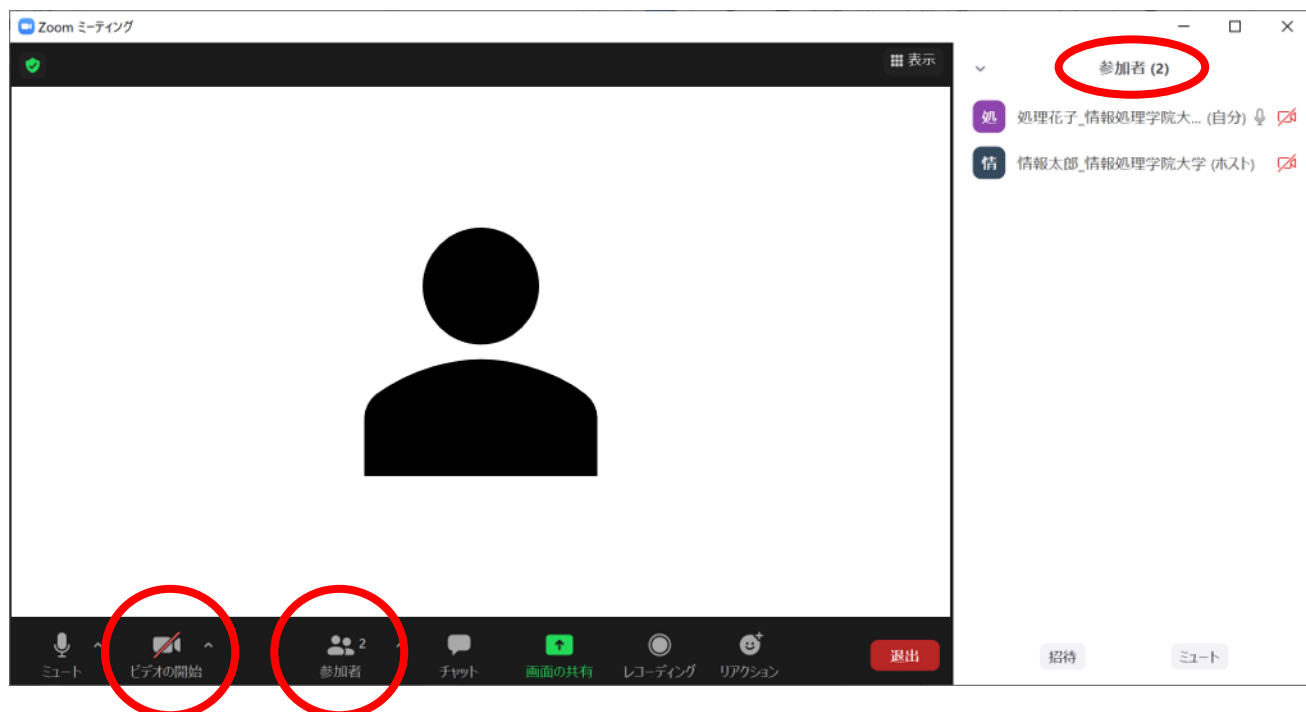 Zoom ミーティング
表示
参加者 (2)
処 処理花子_情報処理学院大... (自分)
情 情報太郎_情報処理学院大学 (ホスト)
2
ミュート ビデオの開始 参加者 チャット 画面の共有 レコーディング リアクション 退出
招待 ミュート